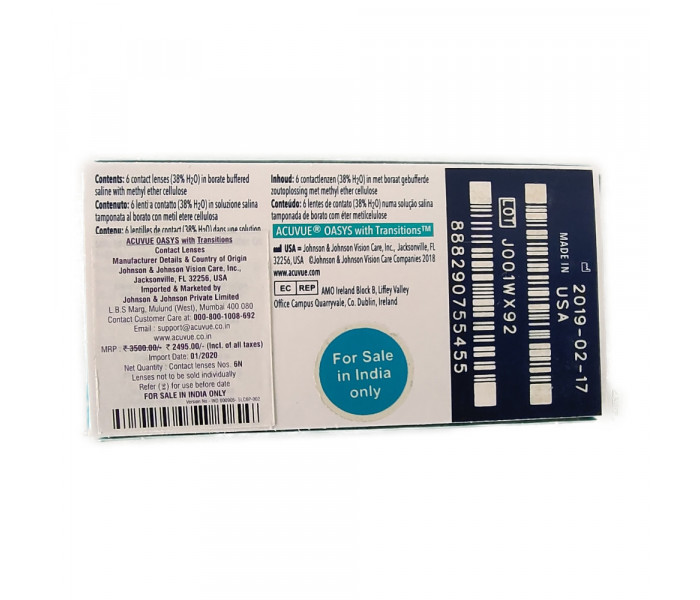 Contents: 6 contact lenses (38% H₂O) in borate buffered
saline with methyl ether cellulose
Contenuto: 6 lenti a contatto (38% H₂O) in soluzione salina
tamponata al borato con metil etere cellulosa
Contenu: 6 lentilles de contact (38% H₂O) dans une solution
ACUVUE OASYS with Transitions
Contact Lenses
Manufacturer Details & Country of Origin
Johnson & Johnson Vision Care, Inc.,
Jacksonville, FL 32256, USA
Imported & Marketed by
Johnson & Johnson Private Limited
L.B.S Marg, Mulund (West), Mumbai 400 080
Contact Customer Care at: 000-800-1008-692
Email : support@acuvue.co.in
www.acuvue.co.in
MRP : ₹ 3500.00/- ₹ 2495.00/- (Incl. of all taxes)
Import Date: 01/2020
Net Quantity : Contact lenses Nos. 6N
Lenses not to be sold individually
Refer (⌛) for use before date
FOR SALE IN INDIA ONLY
Inhoud: 6 contactlenzen (38% H₂O) in met boraat gebufferde
zoutoplossing met methyl ether cellulose
Conteúdo: 6 lentes de contato (38% H₂O) numa solução salina
tamponada de borato com éter metilcelulose
ACUVUE® OASYS with Transitions™
USA = Johnson & Johnson Vision Care, Inc., Jacksonville, FL
32256, USA ©Johnson & Johnson Vision Care Companies 2018
www.acuvue.com
EC REP AMO Ireland Block B, Liffey Valley
Office Campus Quarryvale, Co. Dublin, Ireland
For Sale
in India
only
888290755455
LOT J001WX92
MADE IN
USA
2019-02-17